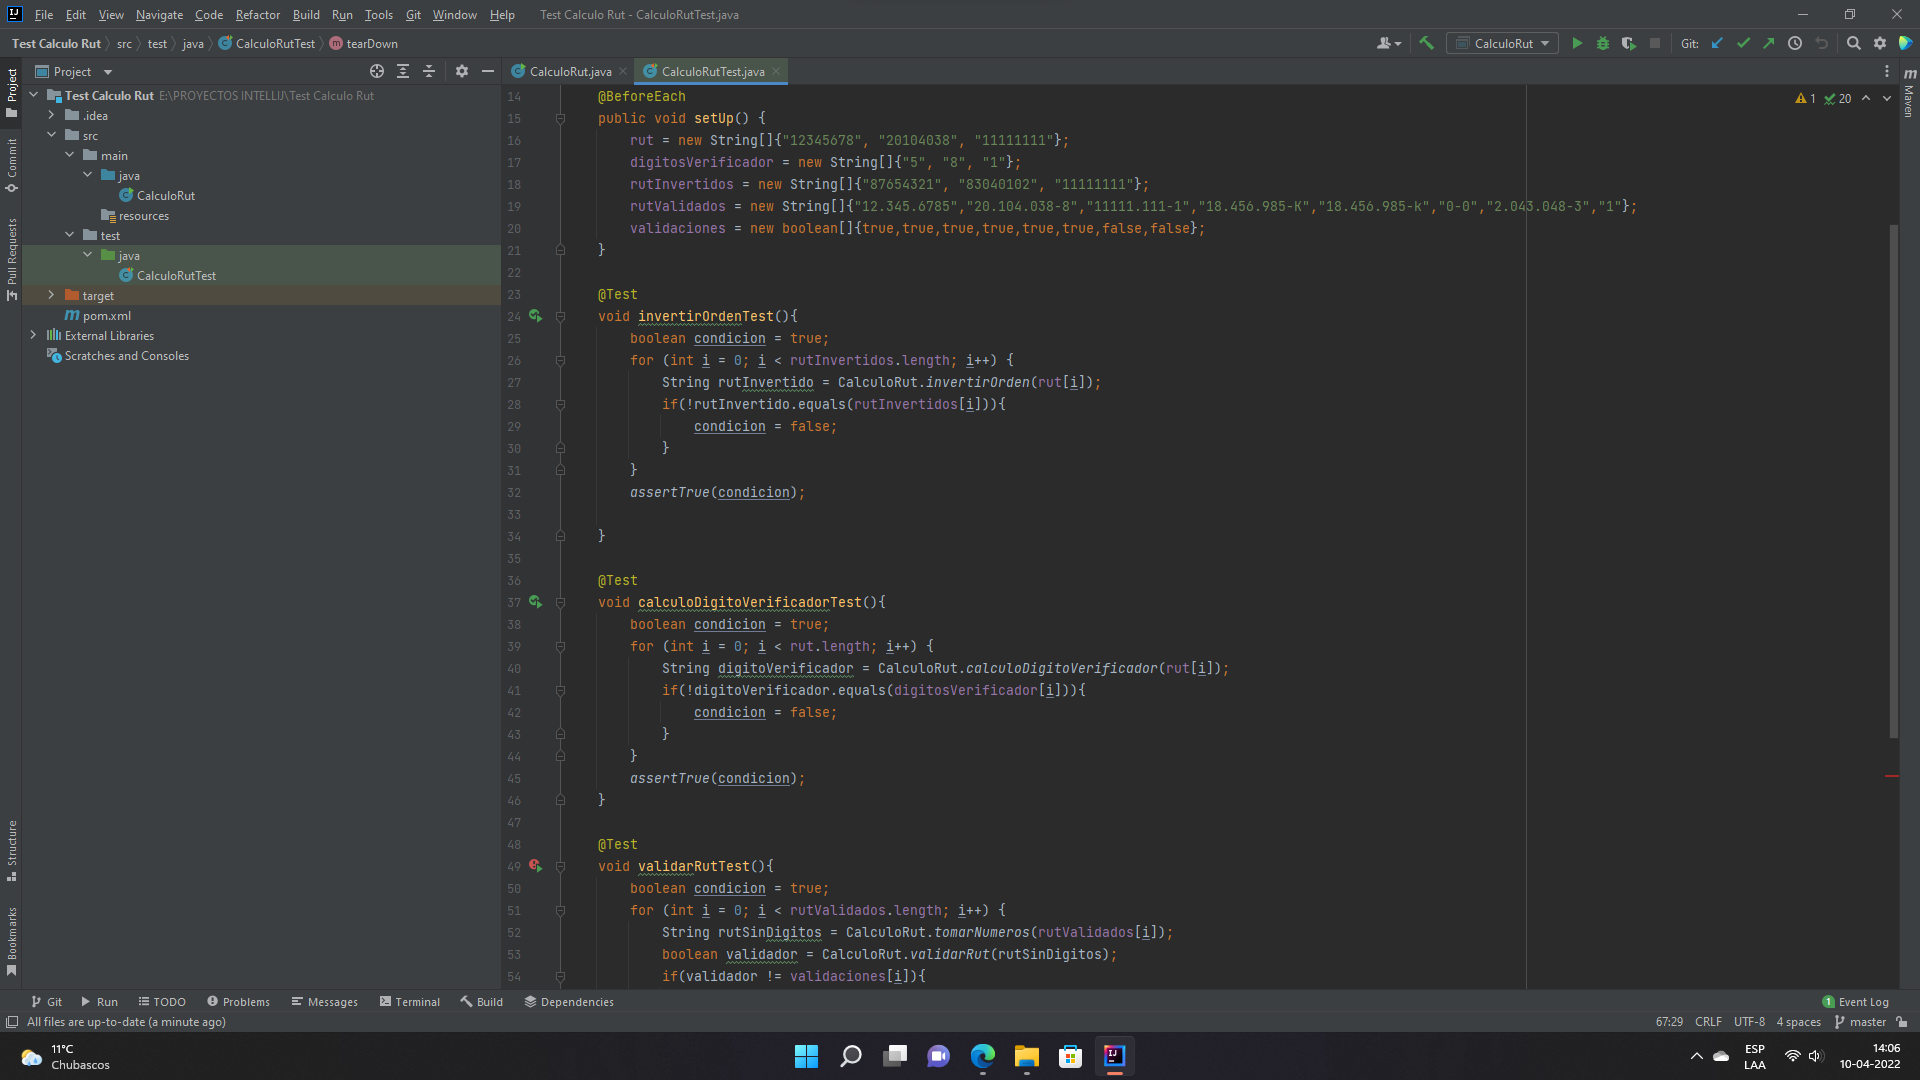 File Edit View Navigate Code Refactor Build Run Tools Git Window Help Test Calculo Rut - CalculoRutTest.java
Test Calculo Rut src test java CalculoRutTest tearDown CalculoRut Git:
Project CalculoRut.java CalculoRutTest.java
Test Calculo Rut E:\PROYECTOS INTELLIJ\Test Calculo Rut
.idea
src
main
java
CalculoRut
resources
test
java
CalculoRutTest
target
pom.xml
External Libraries
Scratches and Consoles
Project
Commit
Pull Requests
Structure
Bookmarks
1 20
Maven
14 @BeforeEach
15 public void setUp() {
16 rut = new String[]{"12345678", "20104038", "11111111"};
17 digitosVerificador = new String[]{"5", "8", "1"};
18 rutInvertidos = new String[]{"87654321", "83040102", "11111111"};
19 rutValidados = new String[]{"12.345.6785","20.104.038-8","11111.111-1","18.456.985-K","18.456.985-k","0-0","2.043.048-3","1"};
20 validaciones = new boolean[]{true,true,true,true,true,true,false,false};
21 }
22
23 @Test
24 void invertirOrdenTest(){
25 boolean condicion = true;
26 for (int i = 0; i < rutInvertidos.length; i++) {
27 String rutInvertido = CalculoRut.invertirOrden(rut[i]);
28 if(!rutInvertido.equals(rutInvertidos[i])){
29 condicion = false;
30 }
31 }
32 assertTrue(condicion);
33
34 }
35
36 @Test
37 void calculoDigitoVerificadorTest(){
38 boolean condicion = true;
39 for (int i = 0; i < rut.length; i++) {
40 String digitoVerificador = CalculoRut.calculoDigitoVerificador(rut[i]);
41 if(!digitoVerificador.equals(digitosVerificador[i])){
42 condicion = false;
43 }
44 }
45 assertTrue(condicion);
46 }
47
48 @Test
49 void validarRutTest(){
50 boolean condicion = true;
51 for (int i = 0; i < rutValidados.length; i++) {
52 String rutSinDigitos = CalculoRut.tomarNumeros(rutValidados[i]);
53 boolean validador = CalculoRut.validarRut(rutSinDigitos);
54 if(validador != validaciones[i]){
Git Run TODO Problems Messages Terminal Build Dependencies 1 Event Log
All files are up-to-date (a minute ago) 67:29 CRLF UTF-8 4 spaces master
11°C
Chubascos
ESP
LAA
14:06
10-04-2022